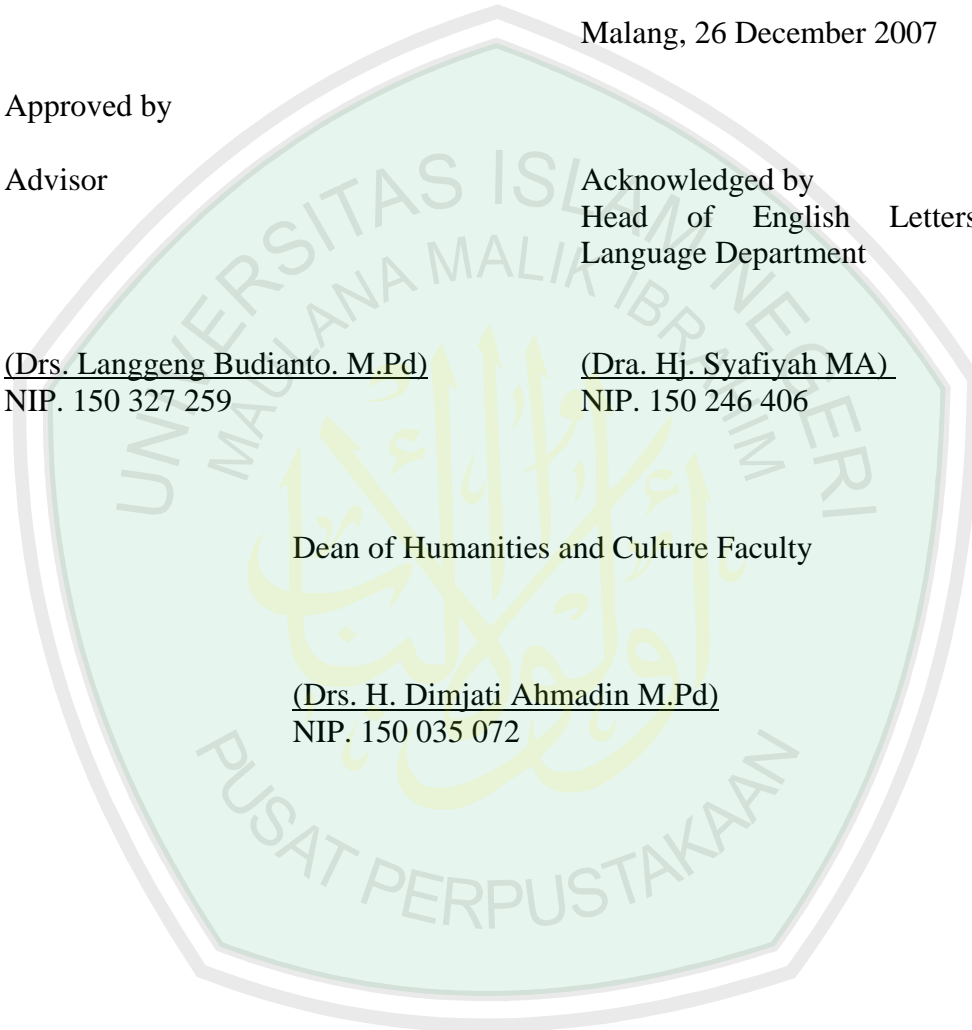 Malang, 26 December 2007
Approved by
Advisor
Acknowledged by
Head of English Letters
Language Department
(Drs. Langgeng Budianto. M.Pd)
NIP. 150 327 259
(Dra. Hj. Syafiyah MA)
NIP. 150 246 406
Dean of Humanities and Culture Faculty
(Drs. H. Dimjati Ahmadin M.Pd)
NIP. 150 035 072
UNIVERSITAS ISLAM NEGERI
MAULANA MALIK IBRAHIM
PUSAT PERPUSTAKAAN